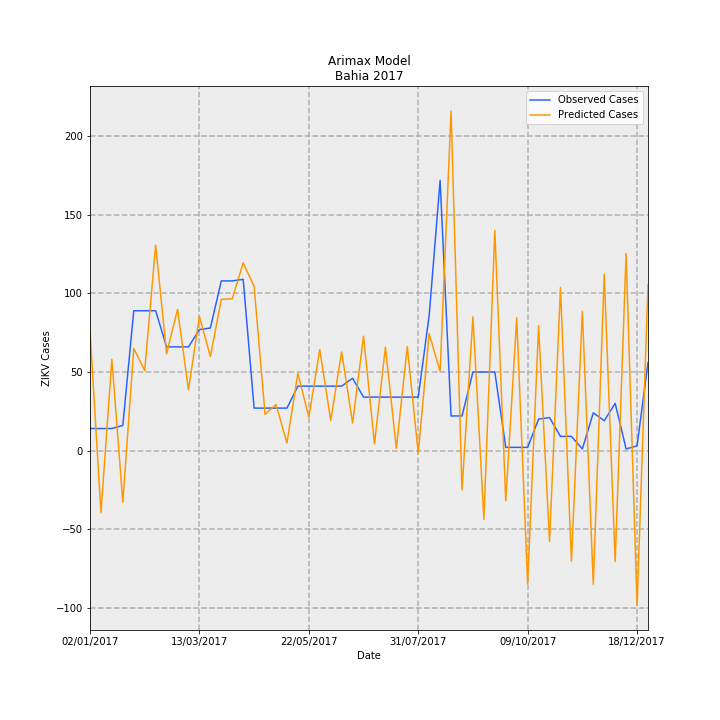 Arimax Model
Bahia 2017
Observed Cases
Predicted Cases
ZIKV Cases
200
150
100
50
0
−50
−100
02/01/2017
13/03/2017
22/05/2017
31/07/2017
09/10/2017
18/12/2017
Date